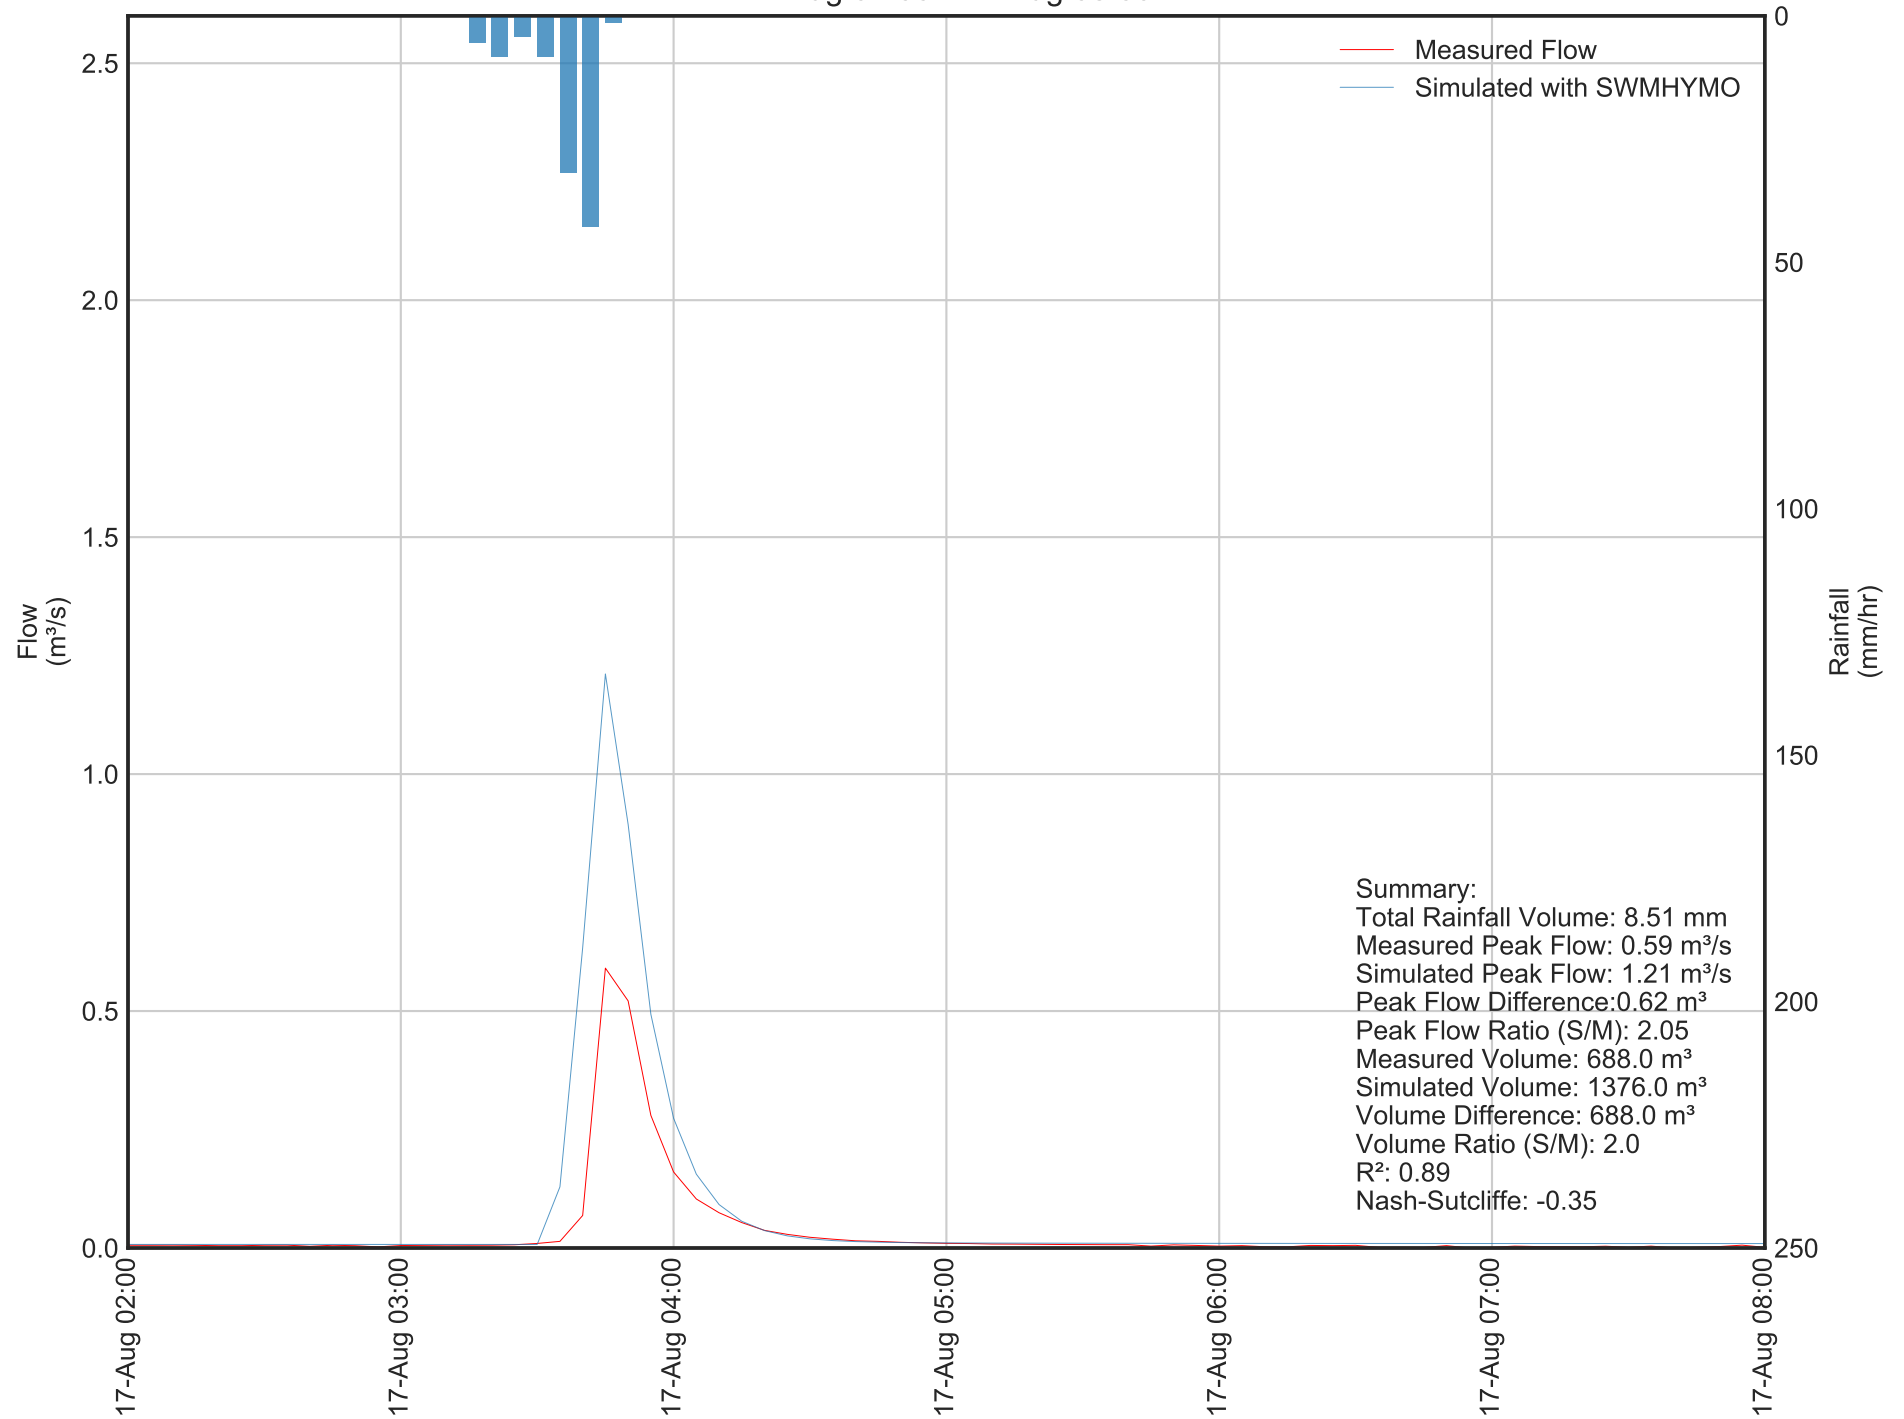 Measured Flow
Simulated with SWMHYMO
2.5
2.0
1.5
1.0
0.5
0.0
Flow
(m³/s)
0
50
100
150
200
250
Rainfall
(mm/hr)
Summary:
Total Rainfall Volume: 8.51 mm
Measured Peak Flow: 0.59 m³/s
Simulated Peak Flow: 1.21 m³/s
Peak Flow Difference:0.62 m³
Peak Flow Ratio (S/M): 2.05
Measured Volume: 688.0 m³
Simulated Volume: 1376.0 m³
Volume Difference: 688.0 m³
Volume Ratio (S/M): 2.0
R²: 0.89
Nash-Sutcliffe: -0.35
17-Aug 02:00
17-Aug 03:00
17-Aug 04:00
17-Aug 05:00
17-Aug 06:00
17-Aug 07:00
17-Aug 08:00